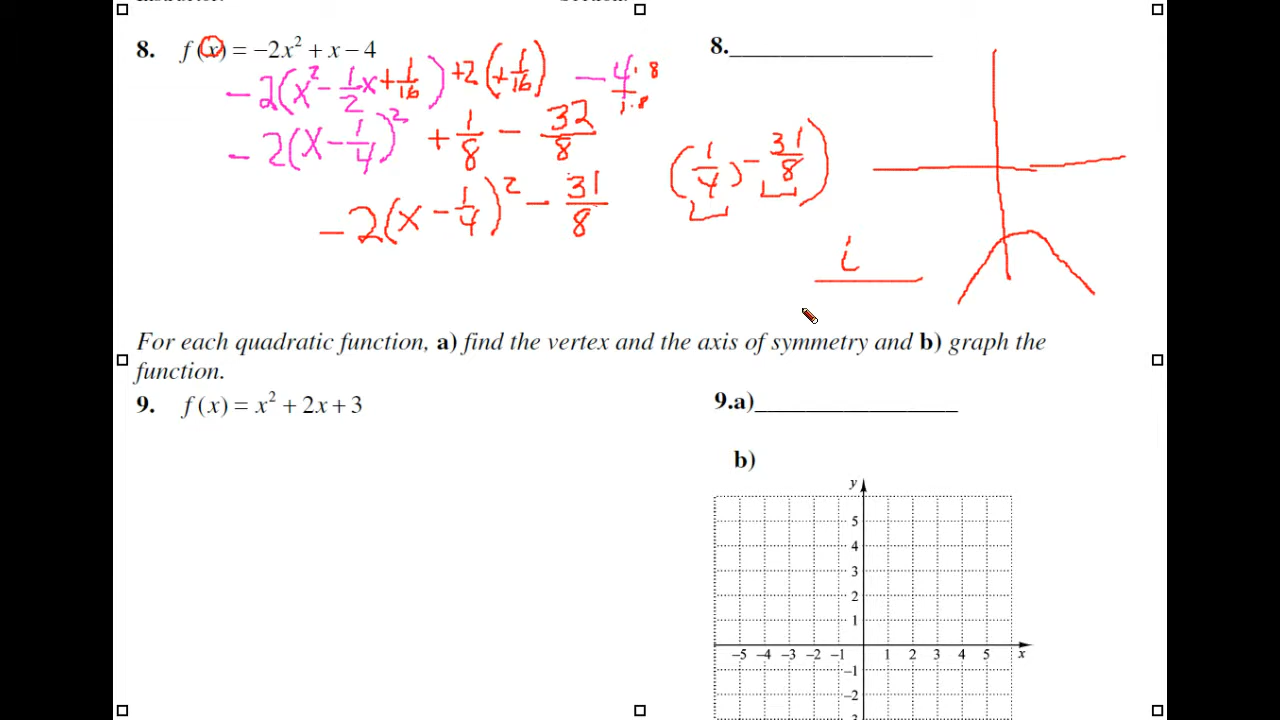 8. f(x) = −2x² + x − 4
8.__________________
−2(x² − 1/2 x + 1/16) + 2(+1/16) − 4/1 ·8 ·8
−2(x − 1/4)² + 1/8 − 32/8
(1/4) − 31/8)
−2(x − 1/4)² − 31/8
i
For each quadratic function, a) find the vertex and the axis of symmetry and b) graph the
function.
9. f(x) = x² + 2x + 3
9.a)__________________
b)
y
5
4
3
2
1
−5 −4 −3 −2 −1 1 2 3 4 5 x
−1
−2